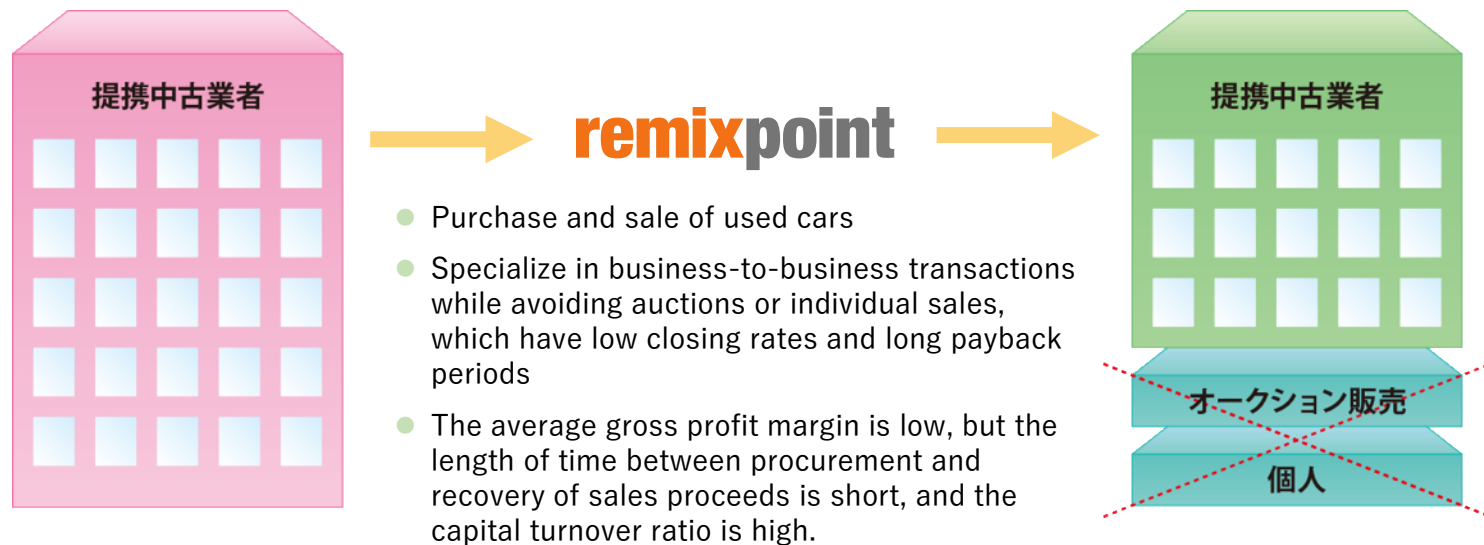 提携中古業者
remixpoint
Purchase and sale of used cars
Specialize in business-to-business transactions
while avoiding auctions or individual sales,
which have low closing rates and long payback
periods
The average gross profit margin is low, but the
length of time between procurement and
recovery of sales proceeds is short, and the
capital turnover ratio is high.
提携中古業者
オークション販売
個人